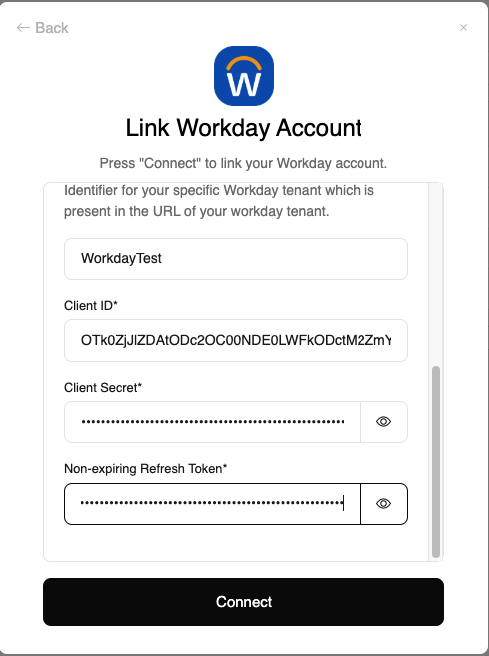 ← Back
×
W
Link Workday Account
Press "Connect" to link your Workday account.
Identifier for your specific Workday tenant which is
present in the URL of your workday tenant.
WorkdayTest
Client ID*
OTk0ZjJlZDAtODc2OC00NDE0LWFkODctM2ZmY
Client Secret*
Non-expiring Refresh Token*
Connect